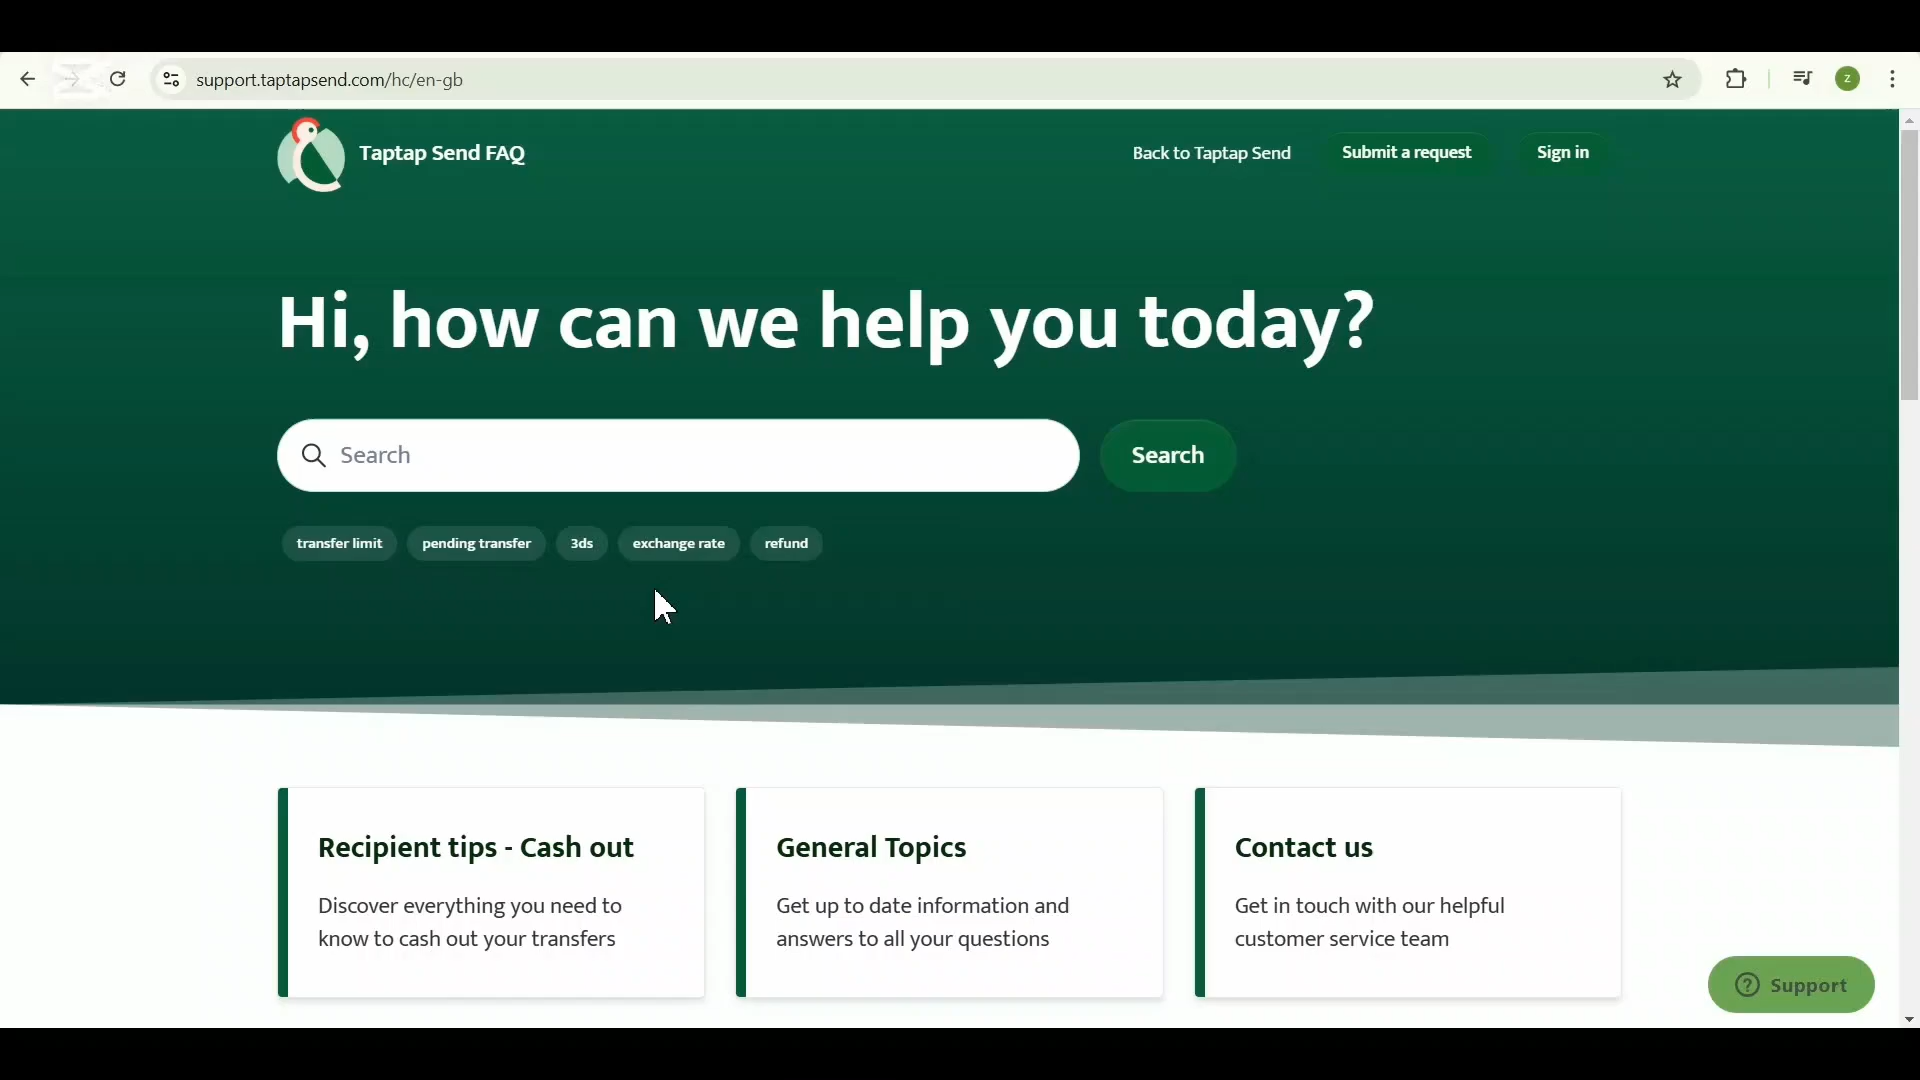 support.taptapsend.com/hc/en-gb
z
Taptap Send FAQ
Back to Taptap Send
Submit a request
Sign in
Hi, how can we help you today?
Search
Search
transfer limit
pending transfer
3ds
exchange rate
refund
Recipient tips - Cash out
Discover everything you need to
know to cash out your transfers
General Topics
Get up to date information and
answers to all your questions
Contact us
Get in touch with our helpful
customer service team
? Support